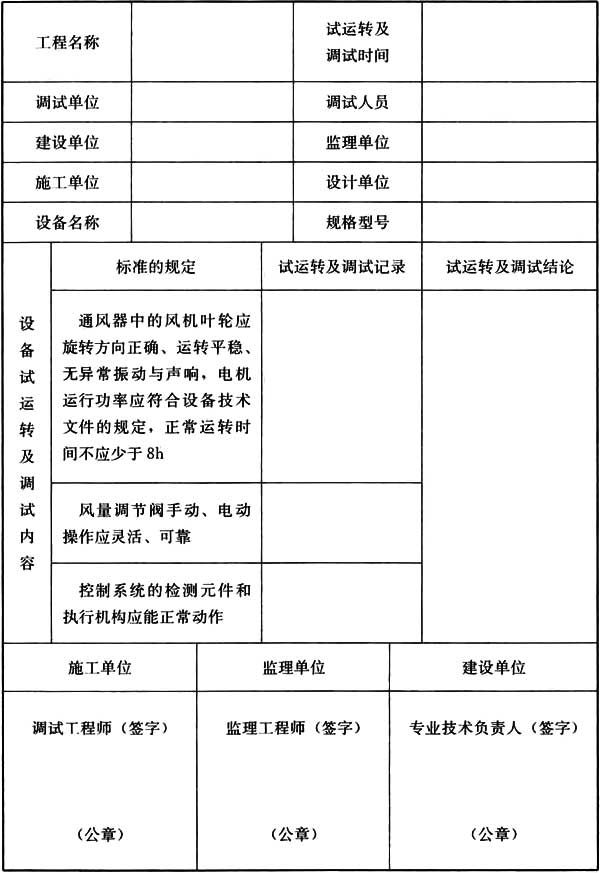 工程名称
试运转及
调试时间
调试单位
调试人员
建设单位
监理单位
施工单位
设计单位
设备名称
规格型号
设备试运转及调试内容
标准的规定
试运转及调试记录
试运转及调试结论
通风器中的风机叶轮应
旋转方向正确、运转平稳、
无异常振动与声响，电机
运行功率应符合设备技术
文件的规定，正常运转时
间不应少于8h
风量调节阀手动、电动
操作应灵活、可靠
控制系统的检测元件和
执行机构应能正常动作
施工单位
监理单位
建设单位
调试工程师（签字）
监理工程师（签字）
专业技术负责人（签字）
（公章）
（公章）
（公章）